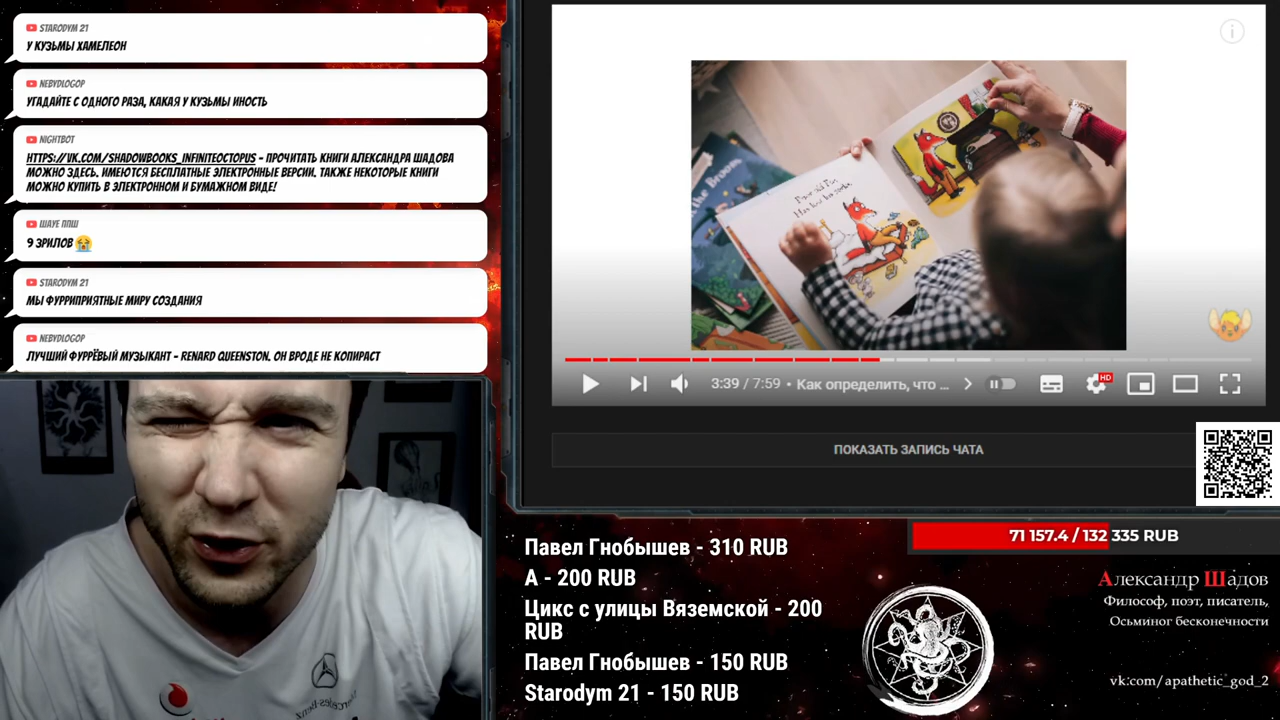 STARODYM 21
У КУЗЬМЫ ХАМЕЛЕОН
NEBYDLOGOP
УГАДАЙТЕ С ОДНОГО РАЗА, КАКАЯ У КУЗЬМЫ ИНОСТЬ
NIGHTBOT
HTTPS://VK.COM/SHADOWBOOKS_INFINITEOCTOPUS - ПРОЧИТАТЬ КНИГИ АЛЕКСАНДРА ШАДОВА
МОЖНО ЗДЕСЬ. ИМЕЮТСЯ БЕСПЛАТНЫЕ ЭЛЕКТРОННЫЕ ВЕРСИИ. ТАКЖЕ НЕКОТОРЫЕ КНИГИ
МОЖНО КУПИТЬ В ЭЛЕКТРОННОМ И БУМАЖНОМ ВИДЕ!
ШАУЕ ППШ
9 ЗРИЛОВ 😭
STARODYM 21
МЫ ФУРРИПРИЯТНЫЕ МИРУ СОЗДАНИЯ
NEBYDLOGOP
ЛУЧШИЙ ФУРРЁВЫЙ МУЗЫКАНТ - RENARD QUEENSTON. ОН ВРОДЕ НЕ КОПИРАСТ
the Broom
3:39 / 7:59 • Как определить, что ...
HD
ПОКАЗАТЬ ЗАПИСЬ ЧАТА
71 157.4 / 132 335 RUB
Павел Гнобышев - 310 RUB
А - 200 RUB
Цикс с улицы Вяземской - 200
RUB
Павел Гнобышев - 150 RUB
Starodym 21 - 150 RUB
Александр Шадов
Философ, поэт, писатель,
Осьминог бесконечности
vk:com/apathetic_god_2